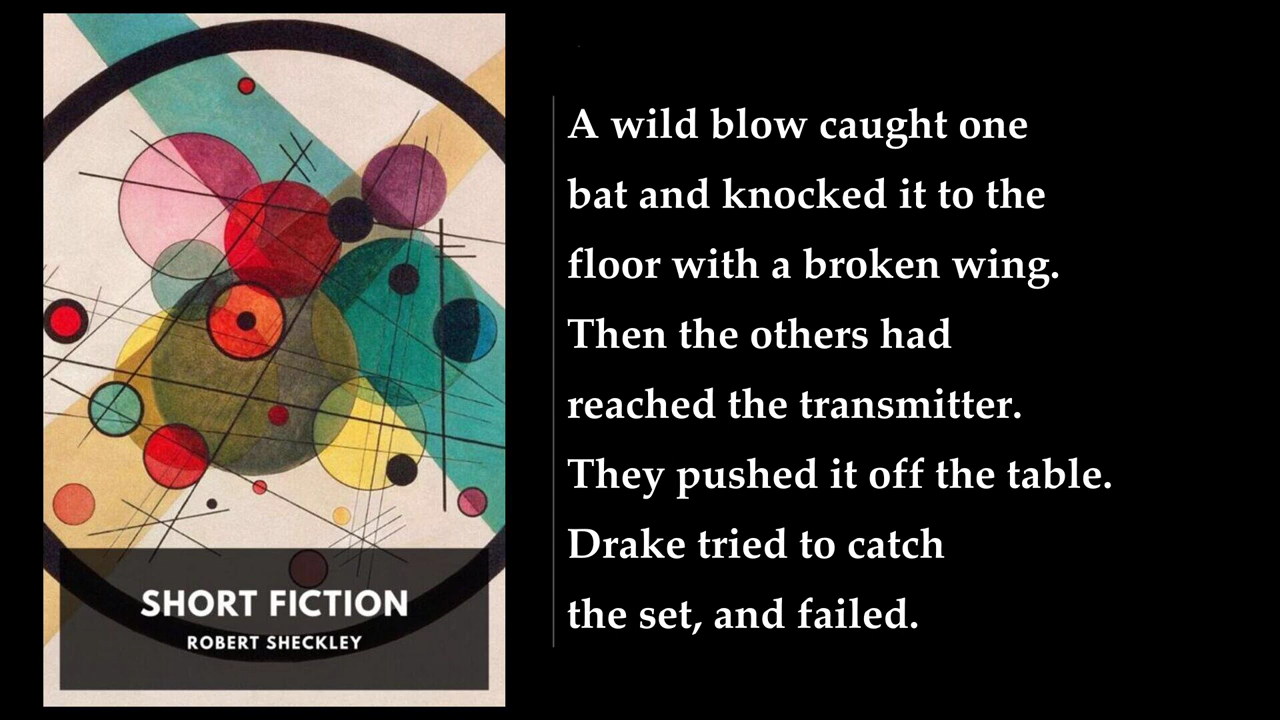 A wild blow caught one
bat and knocked it to the
floor with a broken wing.
Then the others had
reached the transmitter.
They pushed it off the table.
Drake tried to catch
the set, and failed.
SHORT FICTION
ROBERT SHECKLEY